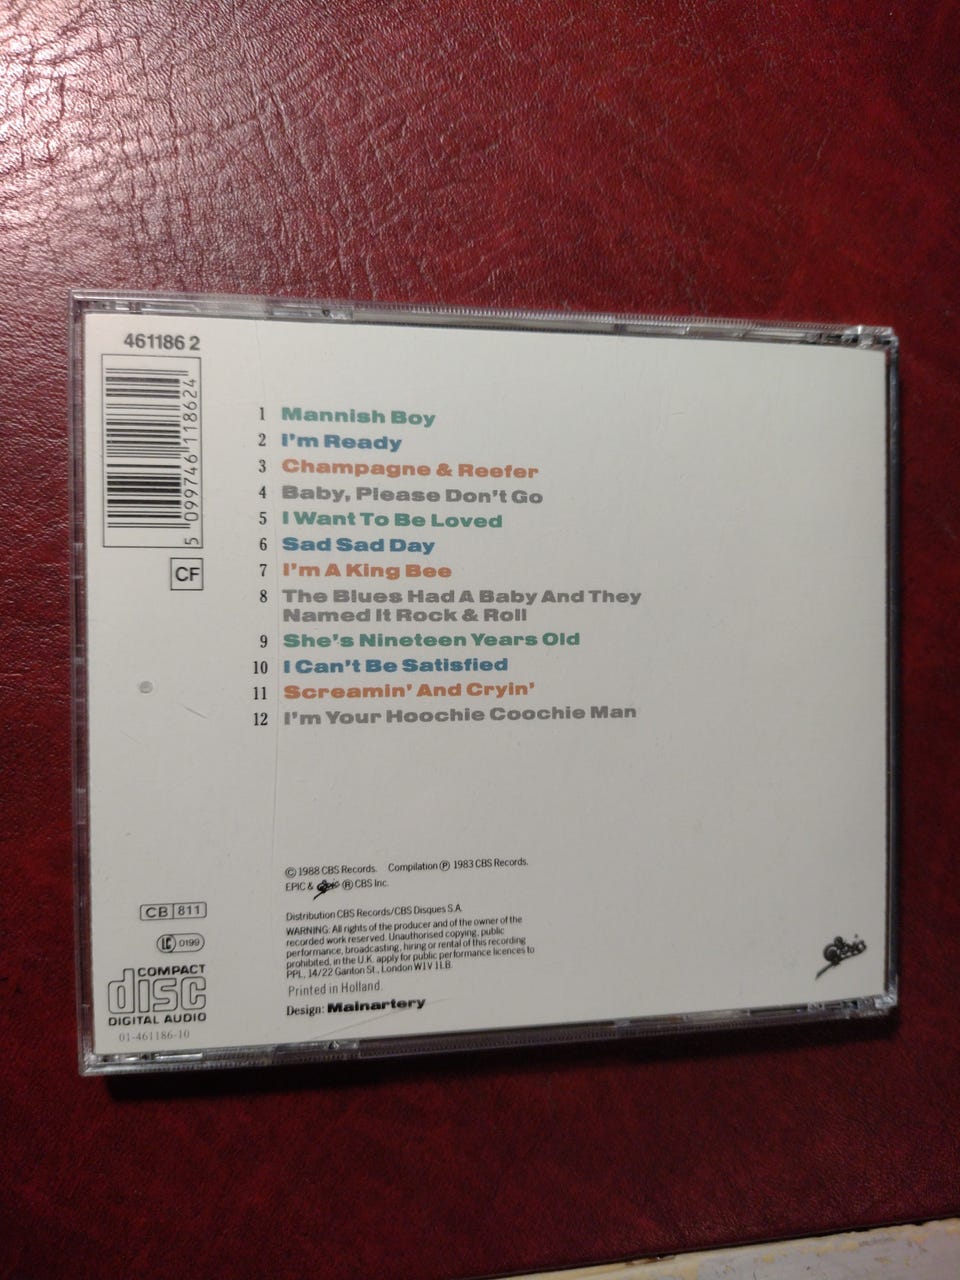 461186 2
5 099746 118624
CF
1 Mannish Boy
2 I'm Ready
3 Champagne & Reefer
4 Baby, Please Don't Go
5 I Want To Be Loved
6 Sad Sad Day
7 I'm A King Bee
8 The Blues Had A Baby And They
Named It Rock & Roll
9 She's Nineteen Years Old
10 I Can't Be Satisfied
11 Screamin' And Cryin'
12 I'm Your Hoochie Coochie Man
© 1988 CBS Records. Compilation ℗ 1983 CBS Records.
EPIC & Epic ® CBS Inc.
Distribution CBS Records/CBS Disques S.A.
WARNING: All rights of the producer and of the owner of the
recorded work reserved. Unauthorised copying, public
performance, broadcasting, hiring or rental of this recording
prohibited, in the U.K. apply for public performance licences to
PPL, 14/22 Ganton St., London W1V 1LB.
Printed in Holland.
Design: Mainartery
CB 811
LC 0199
COMPACT
disc
DIGITAL AUDIO
01-461186-10
Epic